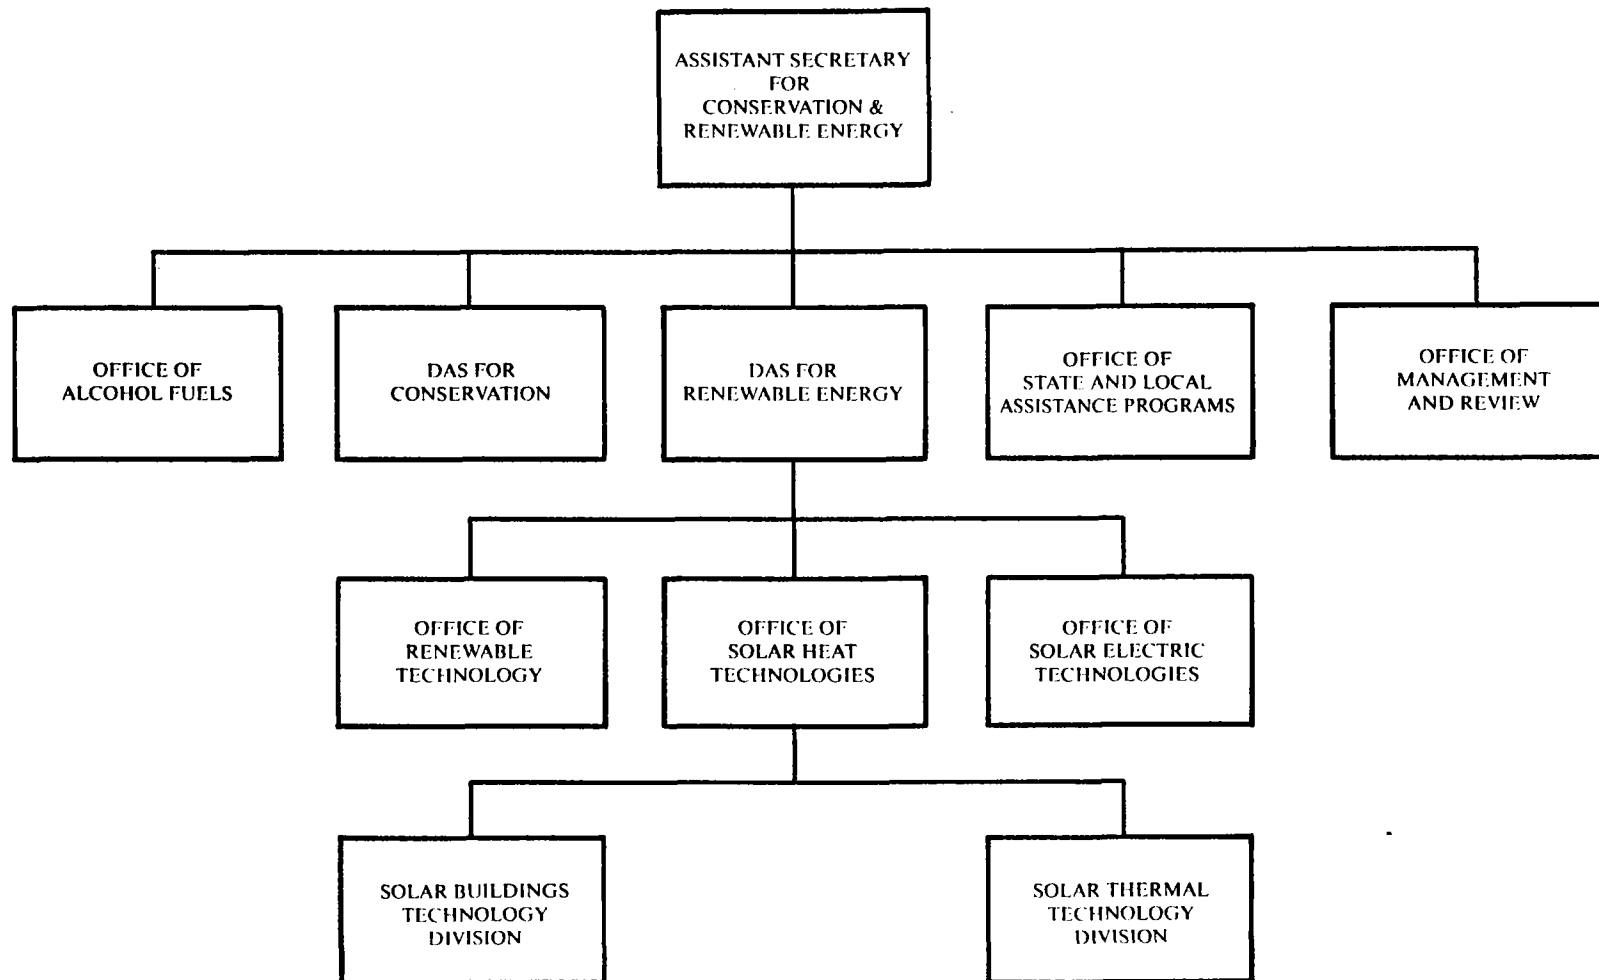 ASSISTANT SECRETARY
FOR
CONSERVATION &
RENEWABLE ENERGY
OFFICE OF
ALCOHOL FUELS
DAS FOR
CONSERVATION
DAS FOR
RENEWABLE ENERGY
OFFICE OF
STATE AND LOCAL
ASSISTANCE PROGRAMS
OFFICE OF
MANAGEMENT
AND REVIEW
OFFICE OF
RENEWABLE
TECHNOLOGY
OFFICE OF
SOLAR HEAT
TECHNOLOGIES
OFFICE OF
SOLAR ELECTRIC
TECHNOLOGIES
SOLAR BUILDINGS
TECHNOLOGY
DIVISION
SOLAR THERMAL
TECHNOLOGY
DIVISION